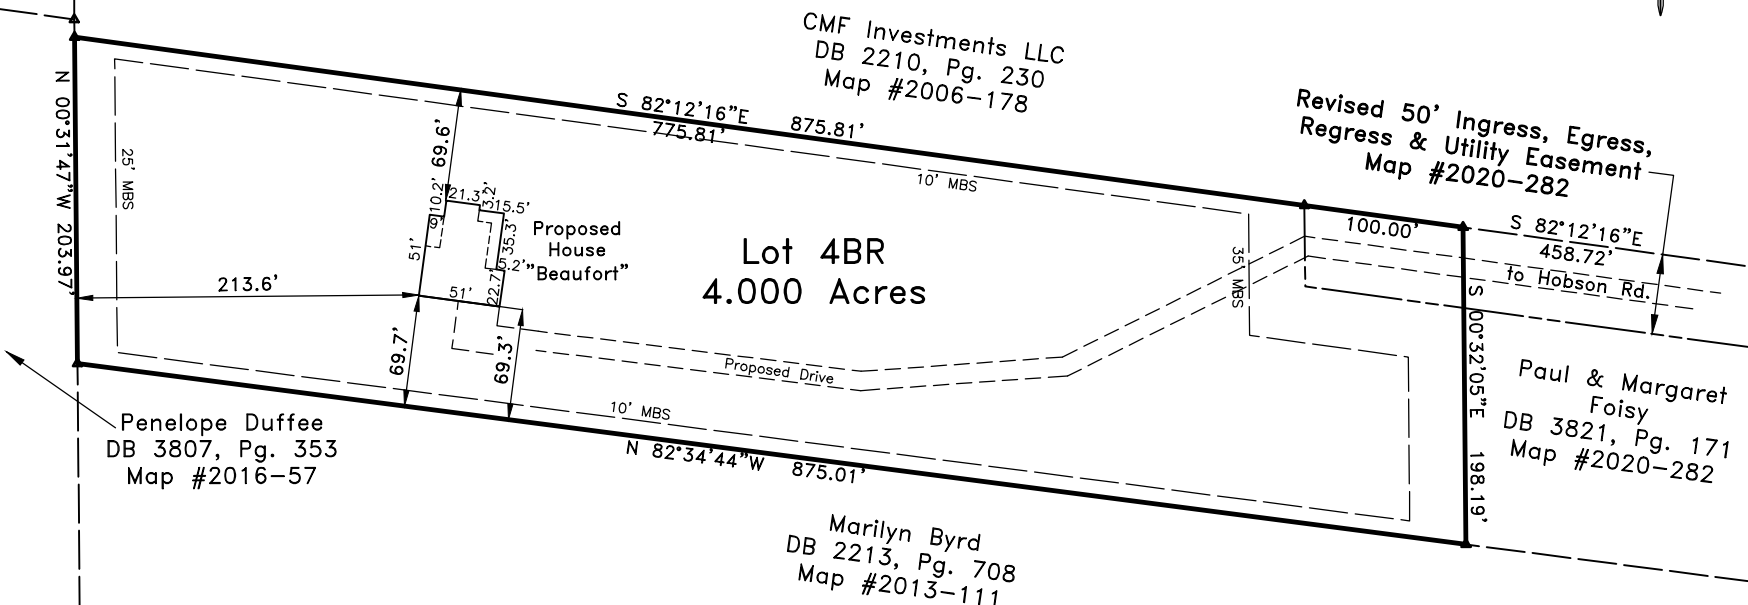 CMF Investments LLC
DB 2210, Pg. 230
Map #2006-178
Revised 50' Ingress, Egress,
Regress & Utility Easement
Map #2020-282
N 00°31'47"W 203.97'
25' MBS
S 82°12'16"E 875.81'
775.81'
69.6'
10' MBS
100.00'
S 82°12'16"E
458.72'
to Hobson Rd.
10.2'
21.3'
3.2'
15.5'
9'
35.3'
51'
5.2'
22.7'
51'
Proposed
House
"Beaufort"
Lot 4BR
4.000 Acres
35' MBS
213.6'
69.7'
69.3'
Proposed Drive
S 00°32'05"E 198.19'
10' MBS
N 82°34'44"W 875.01'
Penelope Duffee
DB 3807, Pg. 353
Map #2016-57
Paul & Margaret
Foisy
DB 3821, Pg. 171
Map #2020-282
Marilyn Byrd
DB 2213, Pg. 708
Map #2013-111